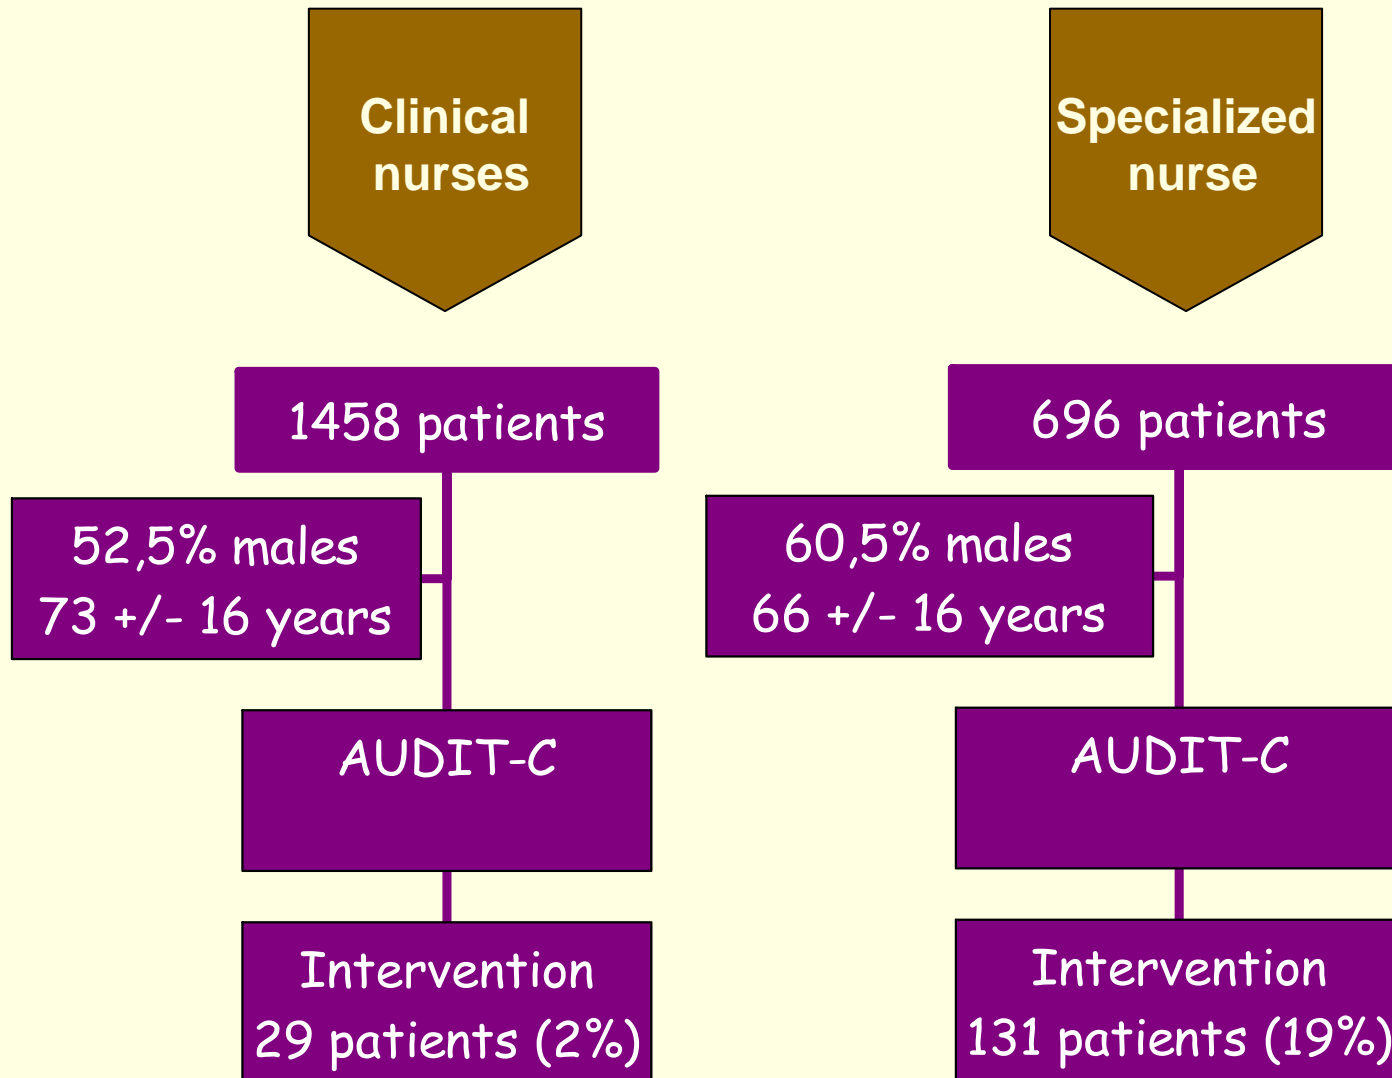 Clinical
nurses
1458 patients
52,5% males
73 +/- 16 years
AUDIT-C
Intervention
29 patients (2%)
Specialized
nurse
696 patients
60,5% males
66 +/- 16 years
AUDIT-C
Intervention
131 patients (19%)